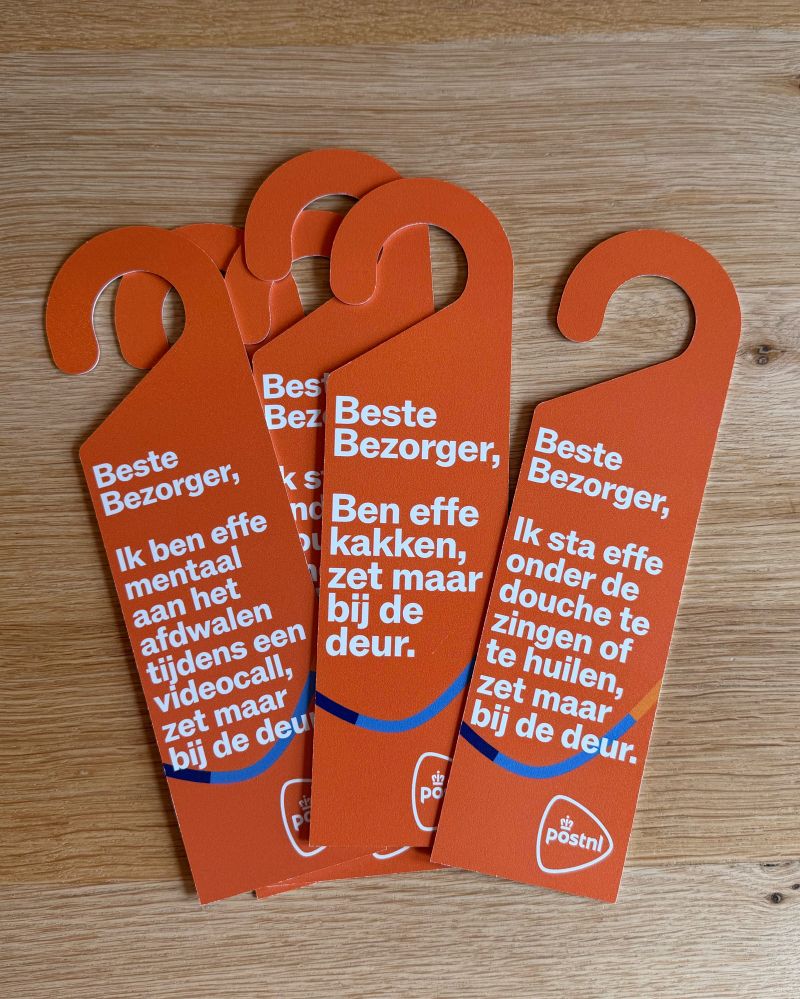 Beste
Bezorger,
Ik ben effe
mentaal
aan het
afdwalen
tijdens een
videocall,
zet maar
bij de deur
Beste
Bezorger,
Ben effe
kakken,
zet maar
bij de
deur.
Beste
Bezorger,
Ik sta effe
onder de
douche te
zingen of
te huilen,
zet maar
bij de deur.
postnl